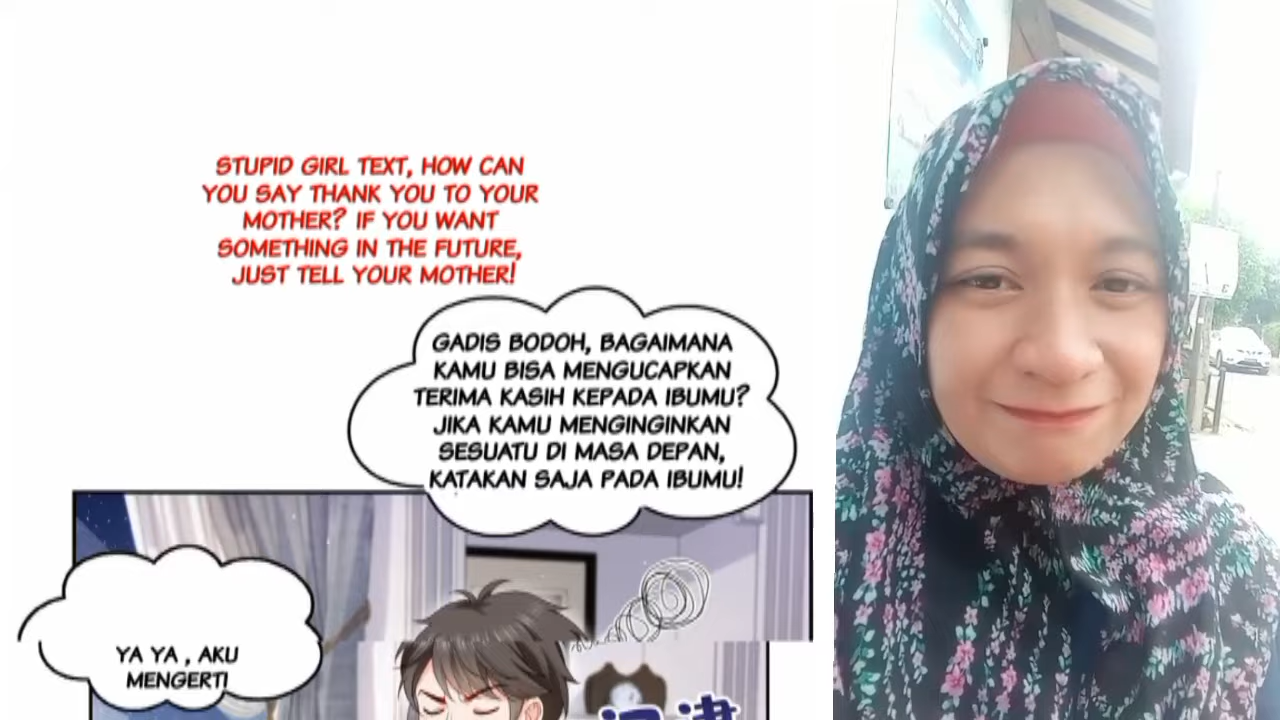 STUPID GIRL TEXT, HOW CAN
YOU SAY THANK YOU TO YOUR
MOTHER? IF YOU WANT
SOMETHING IN THE FUTURE,
JUST TELL YOUR MOTHER!
GADIS BODOH, BAGAIMANA
KAMU BISA MENGUCAPKAN
TERIMA KASIH KEPADA IBUMU?
JIKA KAMU MENGINGINKAN
SESUATU DI MASA DEPAN,
KATAKAN SAJA PADA IBUMU!
YA YA , AKU
MENGERTI